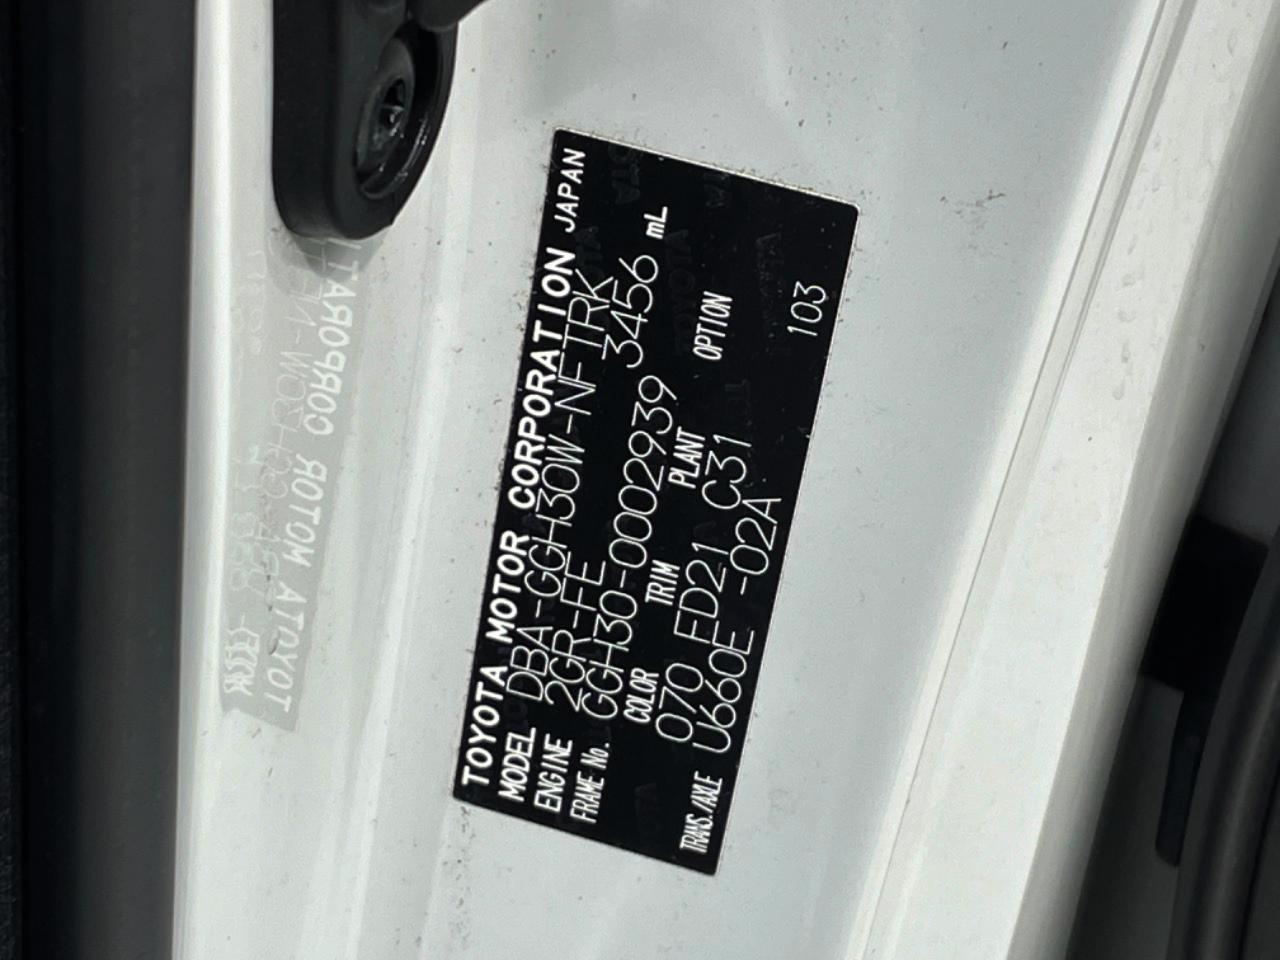 TOYOTA MOTOR CORPORATION JAPAN
MODEL DBA-GGH30W-NFTRK
ENGINE 2GR-FE 3456 mL
FRAME No. GGH30-0002939
COLOR TRIM PLANT OPTION
070 FD21 C31
TRANS./AXLE U660E -02A 103